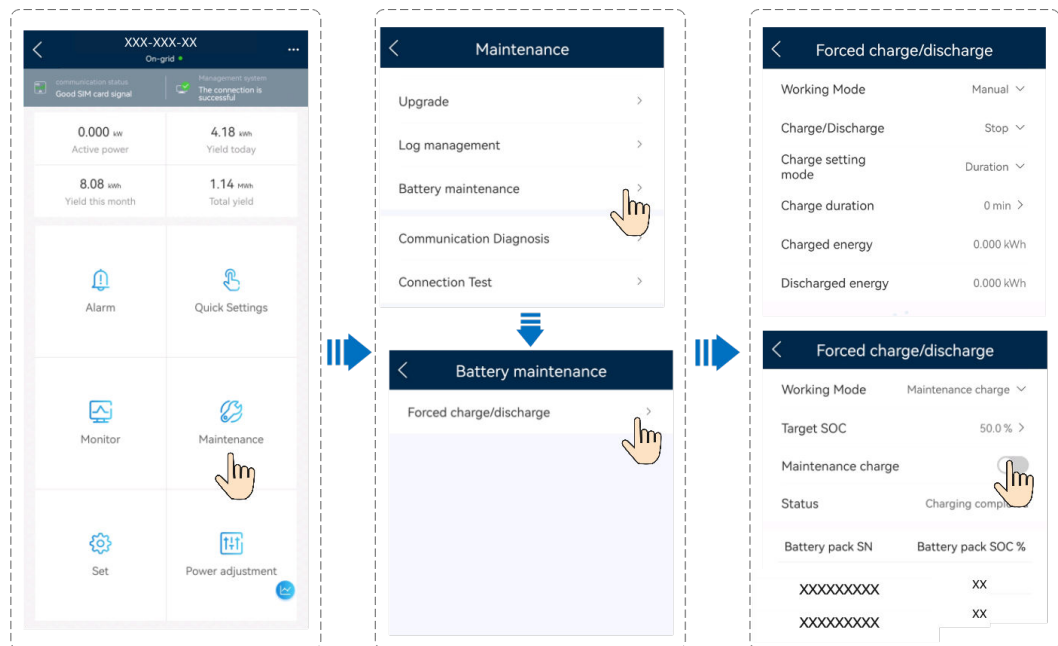 XXX-XXX-XX
On-grid
communication status
Good SIM card signal
Management system
The connection is
successful
0.000 kW
Active power
4.18 kWh
Yield today
8.08 kWh
Yield this month
1.14 MWh
Total yield
Alarm
Quick Settings
Monitor
Maintenance
Set
Power adjustment
Maintenance
Upgrade
Log management
Battery maintenance
Communication Diagnosis
Connection Test
Battery maintenance
Forced charge/discharge
Forced charge/discharge
Working Mode Manual
Charge/Discharge Stop
Charge setting
mode
Duration
Charge duration 0 min
Charged energy 0.000 kWh
Discharged energy 0.000 kWh
Forced charge/discharge
Working Mode Maintenance charge
Target SOC 50.0 %
Maintenance charge
Status Charging
Battery pack SN Battery pack SOC %
XXXXXXXXX XX
XXXXXXXXX XX